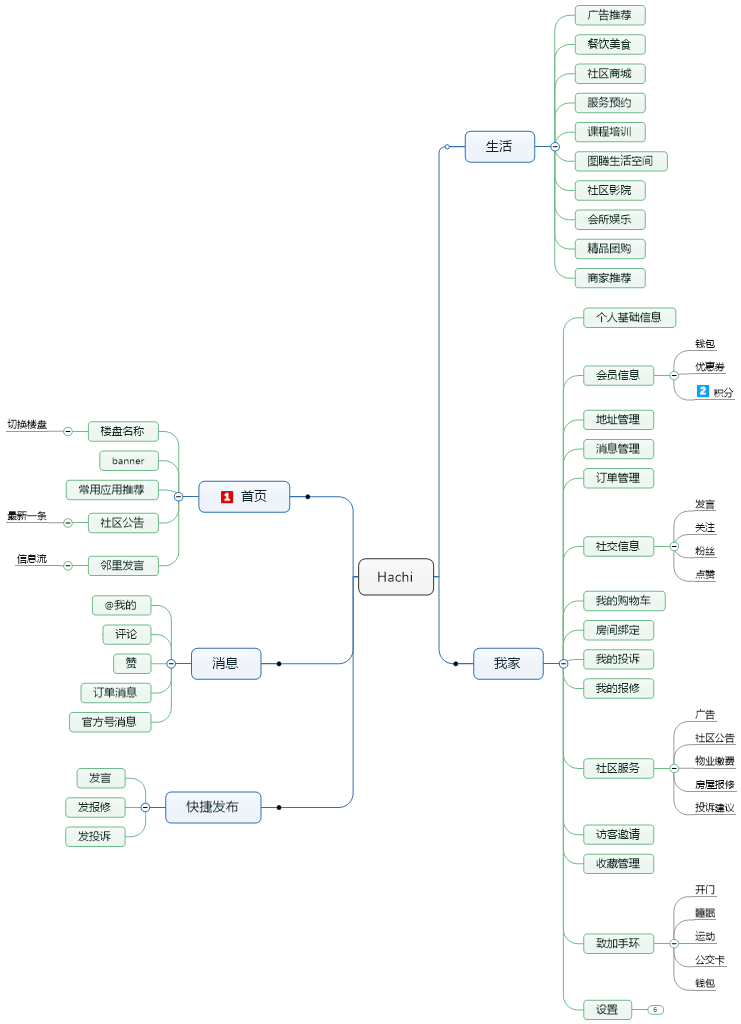 Hachi
1 首页
楼盘名称
切换楼盘
banner
常用应用推荐
社区公告
最新一条
邻里发言
信息流
消息
@我的
评论
赞
订单消息
官方号消息
快捷发布
发言
发报修
发投诉
生活
广告推荐
餐饮美食
社区商城
服务预约
课程培训
图腾生活空间
社区影院
会所娱乐
精品团购
商家推荐
我家
个人基础信息
会员信息
钱包
优惠券
2 积分
地址管理
消息管理
订单管理
社交信息
发言
关注
粉丝
点赞
我的购物车
房间绑定
我的投诉
我的报修
社区服务
广告
社区公告
物业缴费
房屋报修
投诉建议
访客邀请
收藏管理
致加手环
开门
睡眠
运动
公交卡
钱包
设置
6